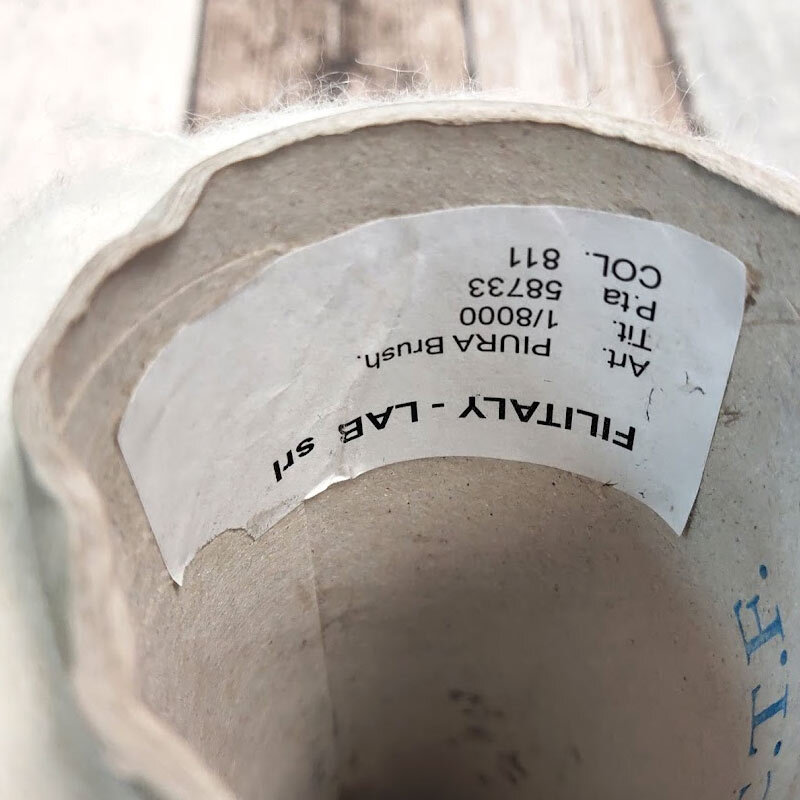 FILITALY - LAB srl
Art. PIURA Brush.
Tit. 1/8000
P.ta 58733
COL. 811
.T.F.